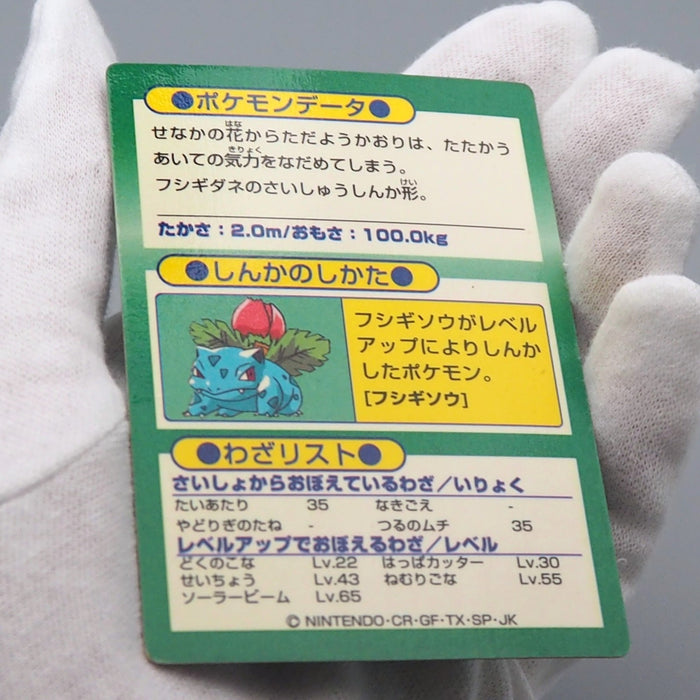 ●ポケモンデータ●
せなかの花からただようかおりは、たたかう
あいての気力をなだめてしまう。
フシギダネのさいしゅうしんか形。
たかさ：2.0m/おもさ：100.0kg
●しんかのしかた●
フシギソウがレベル
アップによりしんか
したポケモン。
[フシギソウ]
●わざリスト●
さいしょからおぼえているわざ／いりょく
たいあたり 35 なきごえ -
やどりぎのたね - つるのムチ 35
レベルアップでおぼえるわざ／レベル
どくのこな Lv.22 はっぱカッター Lv.30
せいちょう Lv.43 ねむりごな Lv.55
ソーラービーム Lv.65
© NINTENDO・CR・GF・TX・SP・JK